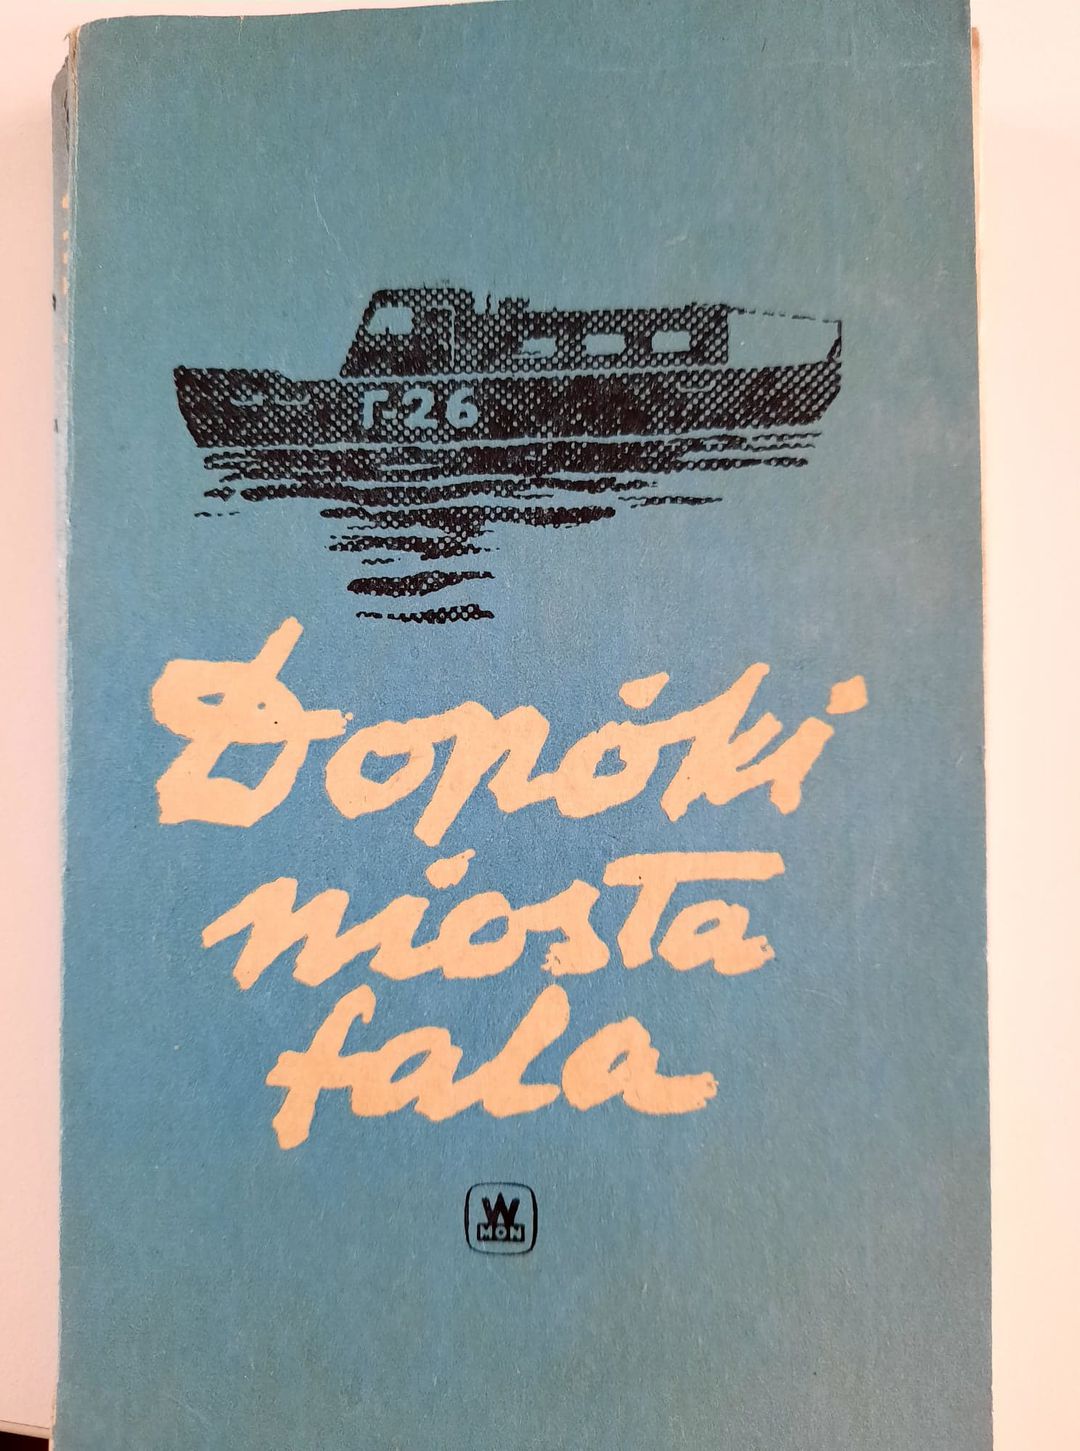 Г-26
Dopóki
niosła
fala
W
MON